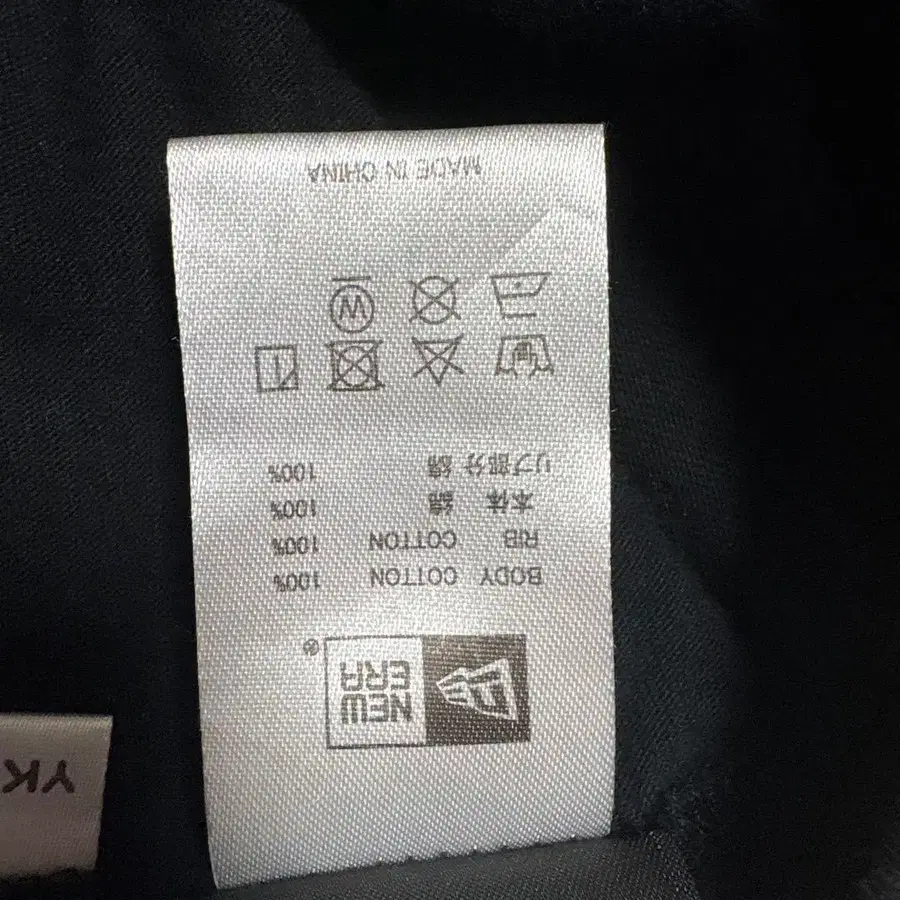 NEW
ERA
®
BODY COTTON 100%
RIB COTTON 100%
本体 綿 100%
リブ部分 綿 100%
W
MADE IN CHINA
YK